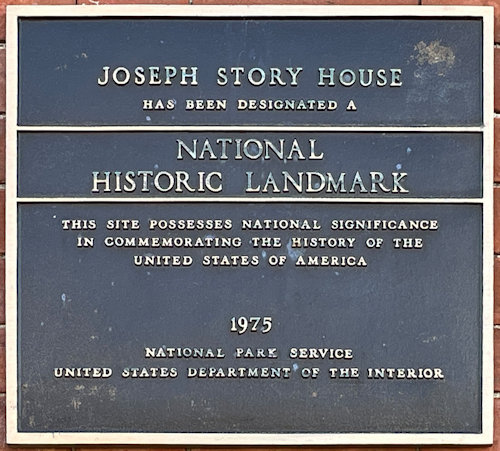 JOSEPH STORY HOUSE
HAS BEEN DESIGNATED A
NATIONAL
HISTORIC LANDMARK
THIS SITE POSSESSES NATIONAL SIGNIFICANCE
IN COMMEMORATING THE HISTORY OF THE
UNITED STATES OF AMERICA
1975
NATIONAL PARK SERVICE
UNITED STATES DEPARTMENT OF THE INTERIOR